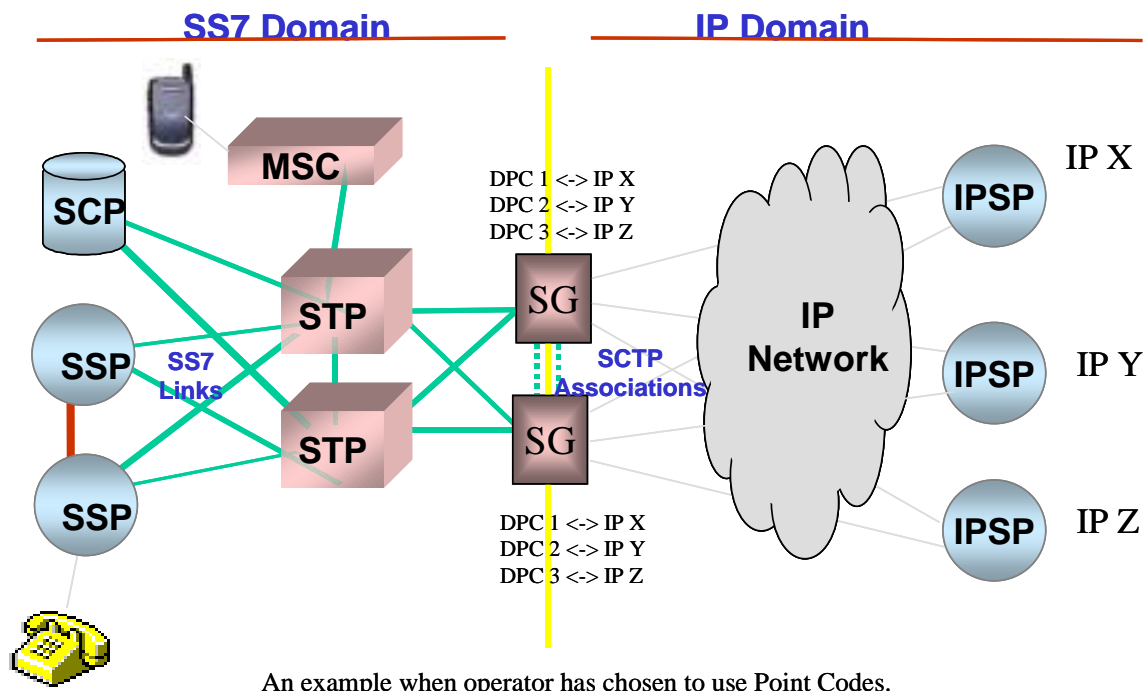 SS7 Domain
IP Domain
MSC
SCP
DPC 1 <-> IP X
DPC 2 <-> IP Y
DPC 3 <-> IP Z
IP X
IPSP
STP
SG
IP
Network
SSP
SS7
Links
SCTP
Associations
IPSP
IP Y
STP
SG
SSP
DPC 1 <-> IP X
DPC 2 <-> IP Y
DPC 3 <-> IP Z
IPSP
IP Z
An example when operator has chosen to use Point Codes.